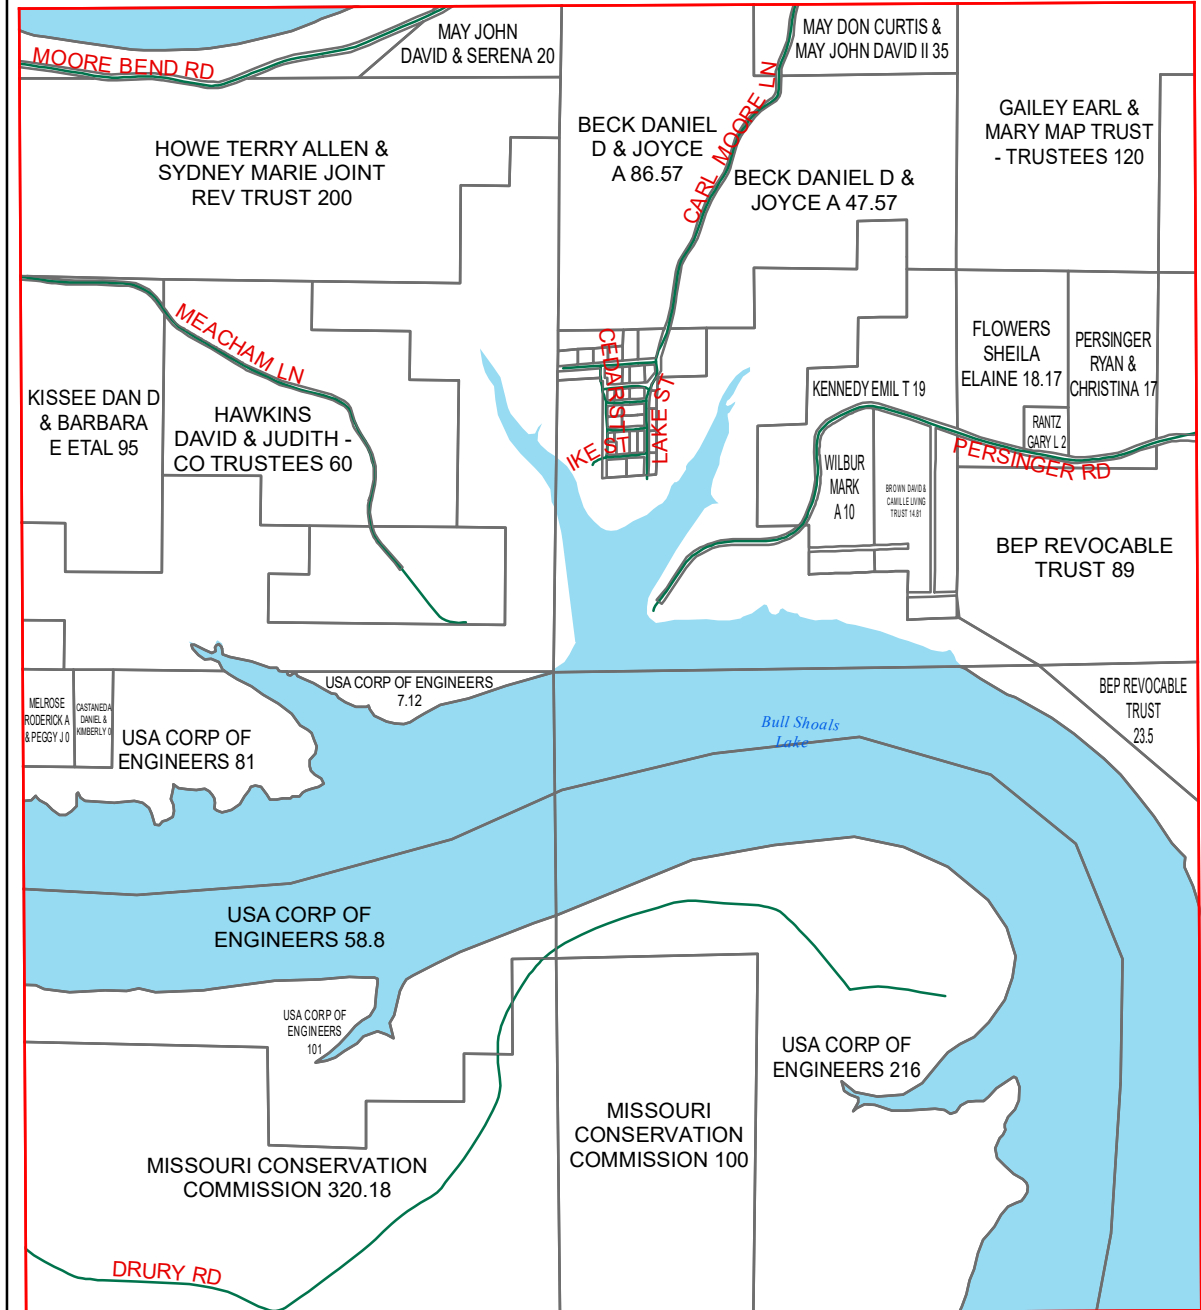 MAY JOHN
DAVID & SERENA 20
MAY DON CURTIS &
MAY JOHN DAVID II 35
MOORE BEND RD
CARL MOORE LN
GAILEY EARL &
MARY MAP TRUST
- TRUSTEES 120
BECK DANIEL
D & JOYCE
A 86.57
HOWE TERRY ALLEN &
SYDNEY MARIE JOINT
REV TRUST 200
BECK DANIEL D &
JOYCE A 47.57
MEACHAM LN
CEDAR ST
LAKE ST
IKE ST
FLOWERS
SHEILA
ELAINE 18.17
PERSINGER
RYAN &
CHRISTINA 17
KENNEDY EMIL T 19
KISSEE DAN D
& BARBARA
E ETAL 95
HAWKINS
DAVID & JUDITH -
CO TRUSTEES 60
RANTZ
GARY L 2
PERSINGER RD
WILBUR
MARK
A 10
BROWN DAVID &
CAMILLE LIVING
TRUST 14.81
BEP REVOCABLE
TRUST 89
USA CORP OF ENGINEERS
7.12
BEP REVOCABLE
TRUST
23.5
MELROSE
RODERICK A
& PEGGY J 0
CASTANEDA
DANIEL &
KIMBERLY 0
USA CORP OF
ENGINEERS 81
Bull Shoals
Lake
USA CORP OF
ENGINEERS 58.8
USA CORP OF
ENGINEERS
101
USA CORP OF
ENGINEERS 216
MISSOURI
CONSERVATION
COMMISSION 100
MISSOURI CONSERVATION
COMMISSION 320.18
DRURY RD